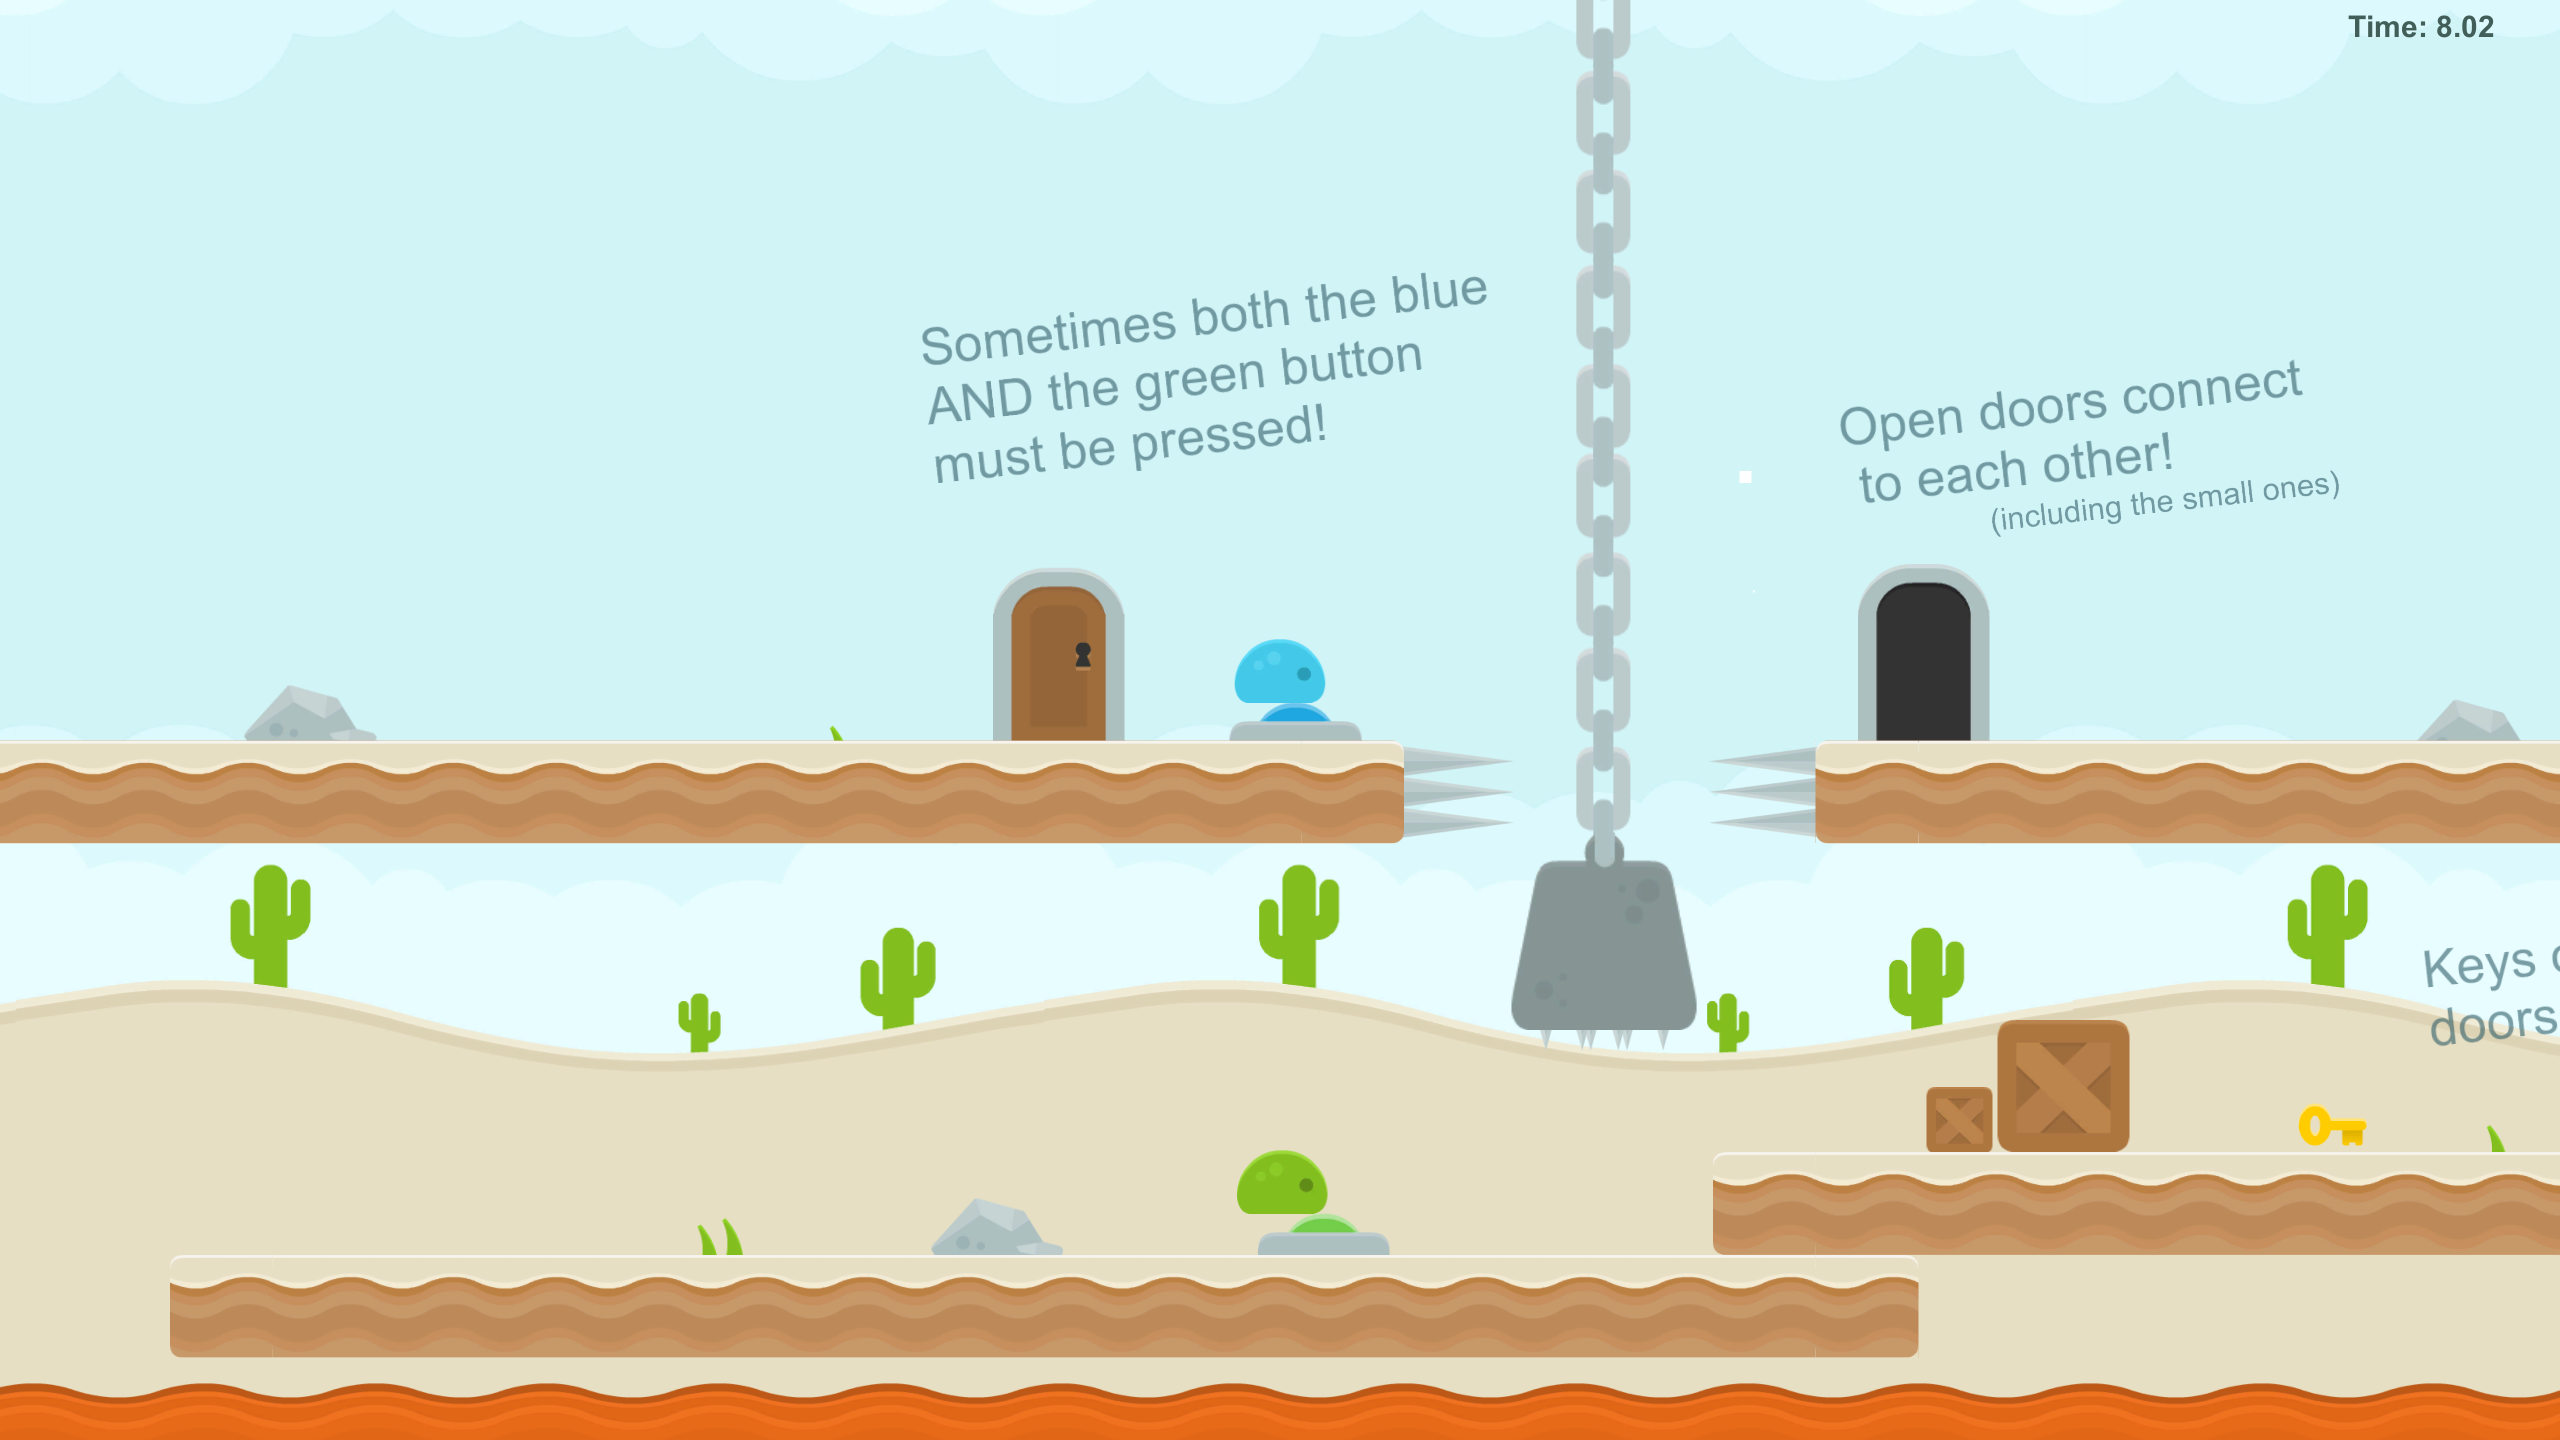 Time: 8.02
Sometimes both the blue
AND the green button
must be pressed!
Open doors connect
to each other!
(including the small ones)
Keys
doors